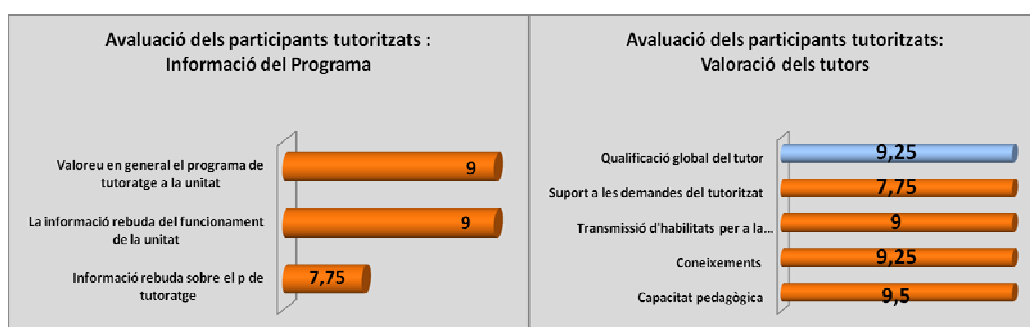 Avaluació dels participants tutoritzats :
Informació del Programa
Valoreu en general el programa de
tutoratge a la unitat
9
La informació rebuda del funcionament
de la unitat
9
Informació rebuda sobre el p de
tutoratge
7,75
Avaluació dels participants tutoritzats:
Valoració dels tutors
Qualificació global del tutor
9,25
Suport a les demandes del tutoritzat
7,75
Transmissió d'habilitats per a la...
9
Coneixements
9,25
Capacitat pedagògica
9,5